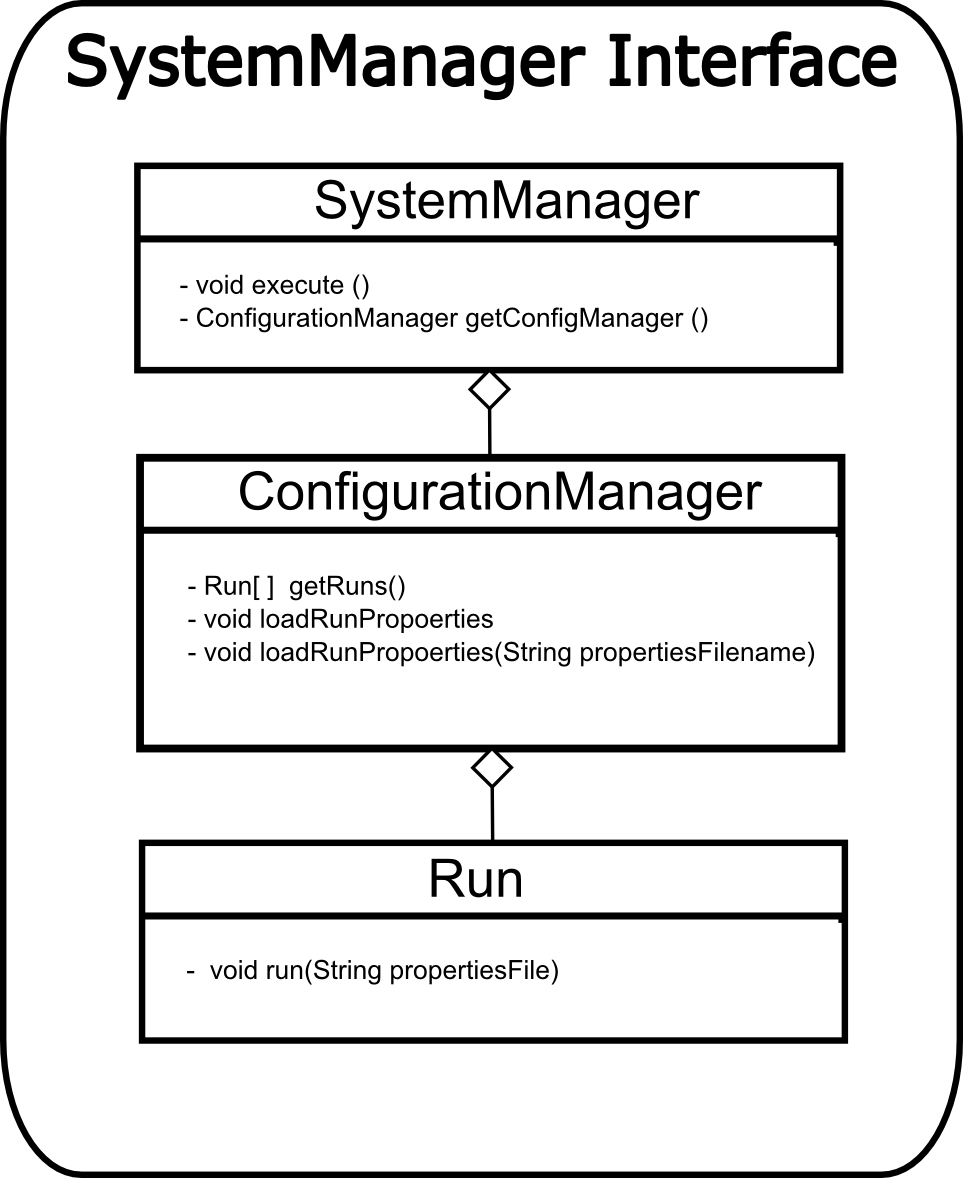 SystemManager Interface
SystemManager
- void execute ()
- ConfigurationManager getConfigManager ()
ConfigurationManager
- Run[ ]  getRuns()
- void loadRunPropoerties
- void loadRunPropoerties(String propertiesFilename)
Run
-  void run(String propertiesFile)